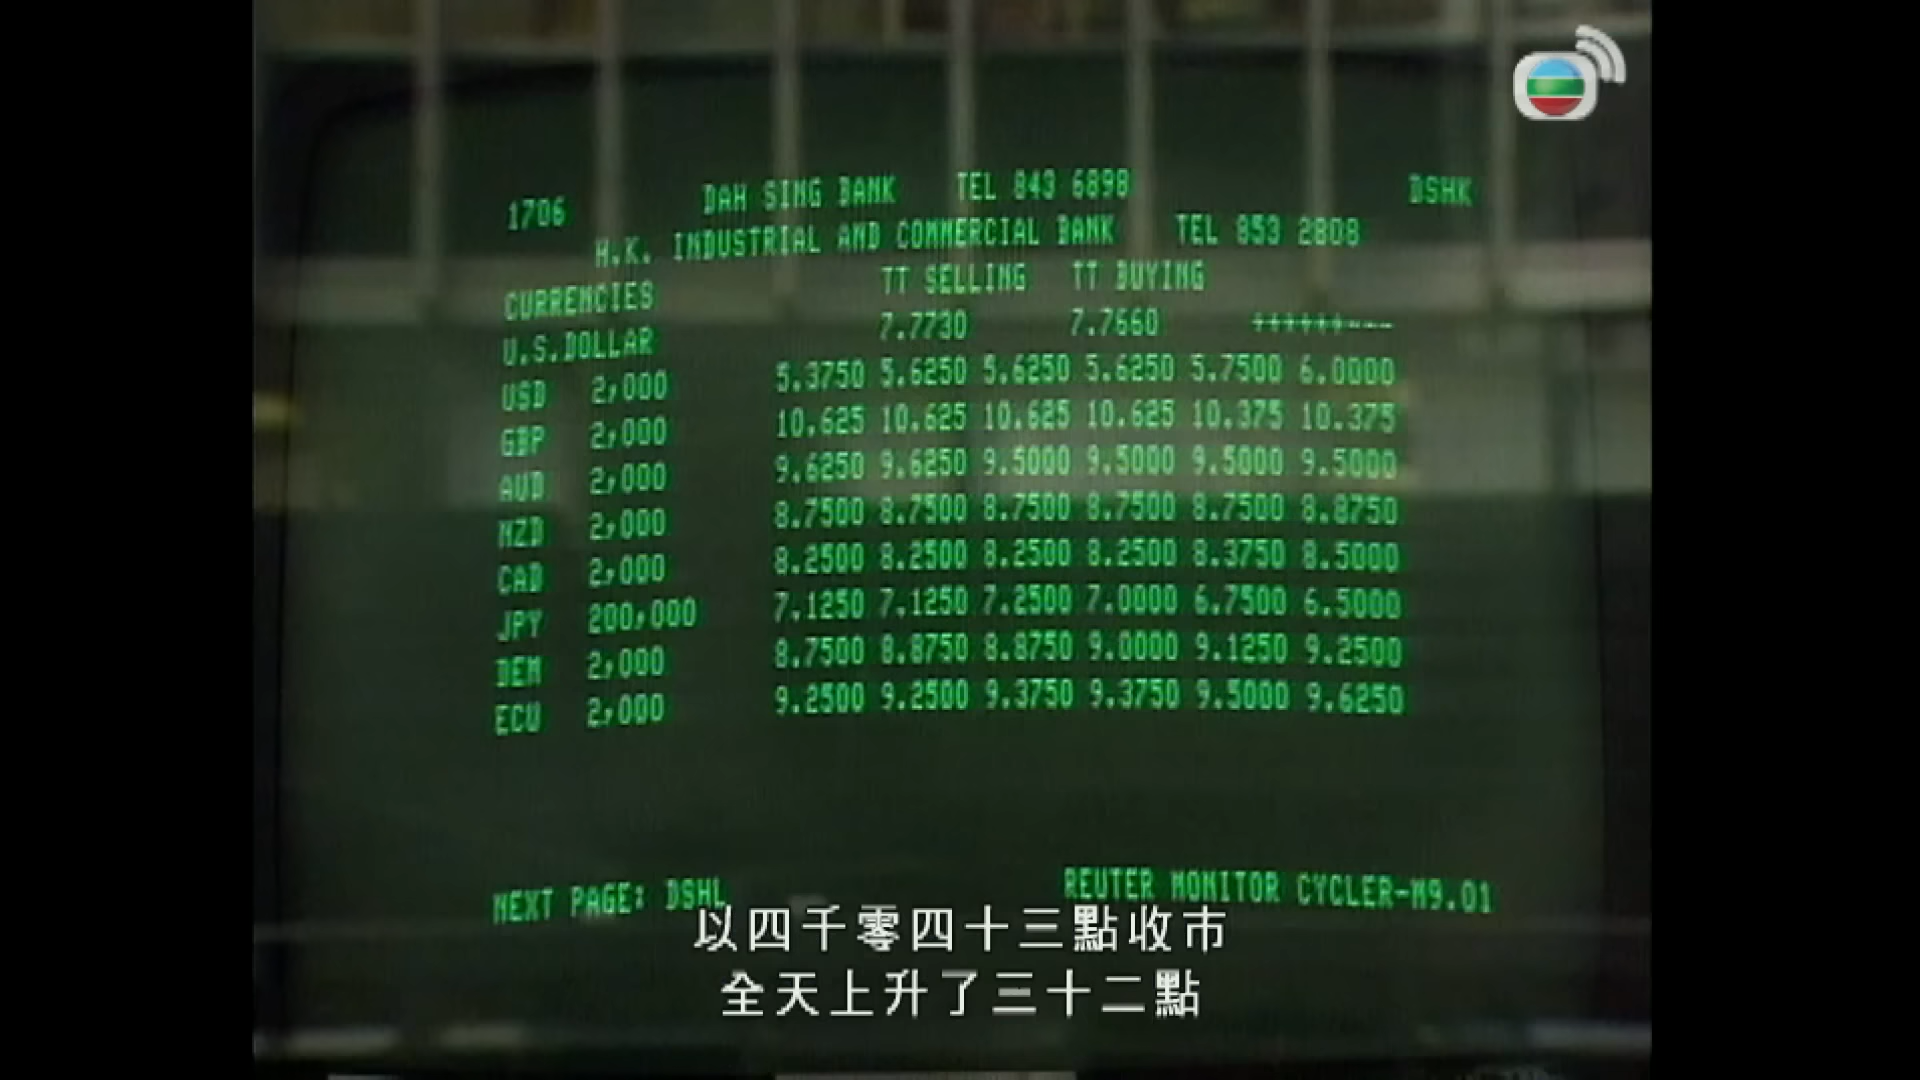 1706 DAH SING BANK TEL 843 6898 DSHK
H.K. INDUSTRIAL AND COMMERCIAL BANK TEL 853 2808
CURRENCIES TT SELLING TT BUYING
U.S.DOLLAR 7.7730 7.7660 ++++++---
USD 2,000 5.3750 5.6250 5.6250 5.6250 5.7500 6.0000
GBP 2,000 10.625 10.625 10.625 10.625 10.375 10.375
AUD 2,000 9.6250 9.6250 9.5000 9.5000 9.5000 9.5000
NZD 2,000 8.7500 8.7500 8.7500 8.7500 8.7500 8.8750
CAD 2,000 8.2500 8.2500 8.2500 8.2500 8.3750 8.5000
JPY 200,000 7.1250 7.1250 7.2500 7.0000 6.7500 6.5000
DEM 2,000 8.7500 8.8750 8.8750 9.0000 9.1250 9.2500
ECU 2,000 9.2500 9.2500 9.3750 9.3750 9.5000 9.6250
NEXT PAGE: DSHL REUTER MONITOR CYCLER-M9.01
以四千零四十三點收市
全天上升了三十二點